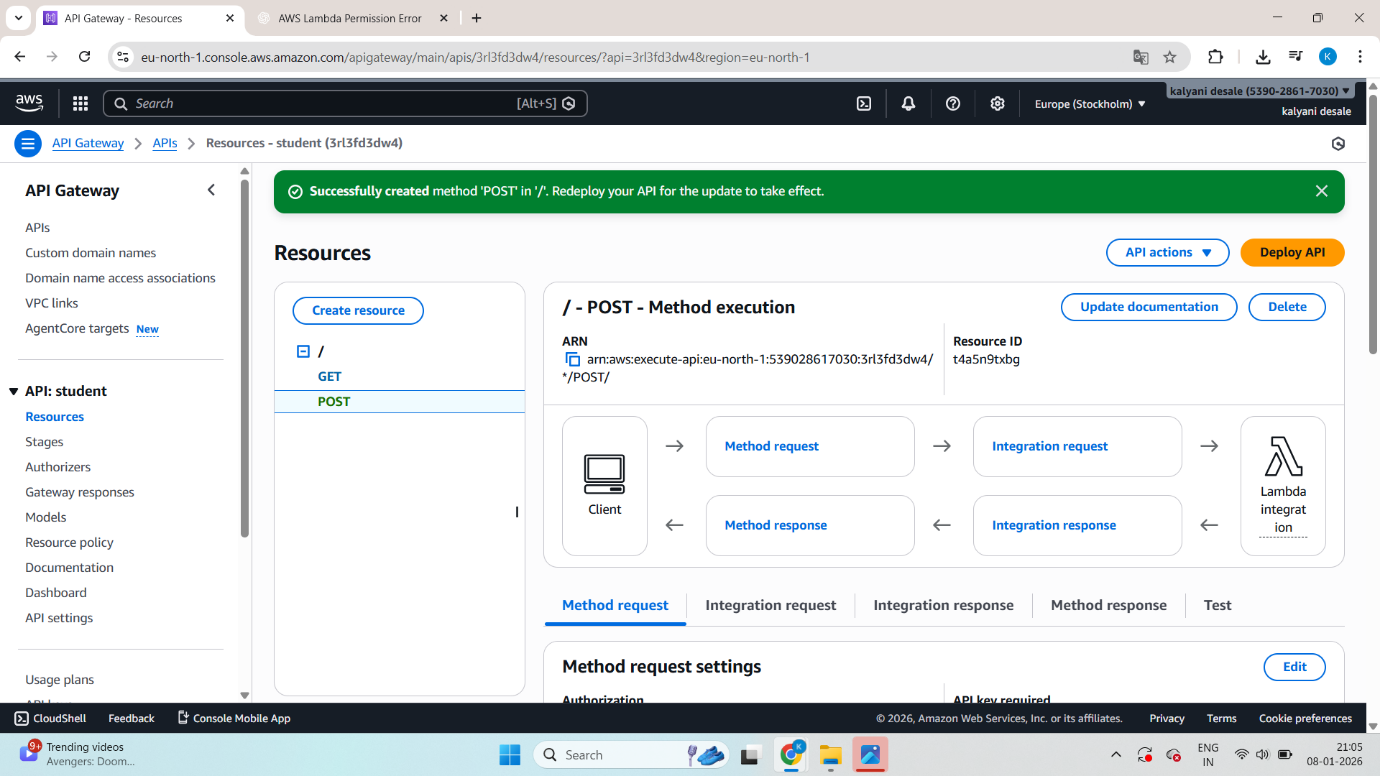 API Gateway - Resources
AWS Lambda Permission Error
eu-north-1.console.aws.amazon.com/apigateway/main/apis/3rl3fd3dw4/resources/?api=3rl3fd3dw4&region=eu-north-1
K
aws
Search
[Alt+S]
Europe (Stockholm)
kalyani desale (5390-2861-7030)
kalyani desale
API Gateway
APIs
Resources - student (3rl3fd3dw4)
API Gateway
APIs
Custom domain names
Domain name access associations
VPC links
AgentCore targets New
API: student
Resources
Stages
Authorizers
Gateway responses
Models
Resource policy
Documentation
Dashboard
API settings
Usage plans
Successfully created method 'POST' in '/'. Redeploy your API for the update to take effect.
Resources
API actions
Deploy API
Create resource
/
GET
POST
/ - POST - Method execution
Update documentation
Delete
ARN
arn:aws:execute-api:eu-north-1:539028617030:3rl3fd3dw4/
*/POST/
Resource ID
t4a5n9txbg
Client
Method request
Integration request
Method response
Integration response
Lambda
integrat
ion
Method request
Integration request
Integration response
Method response
Test
Method request settings
Edit
Authorization
API key required
CloudShell
Feedback
Console Mobile App
© 2026, Amazon Web Services, Inc. or its affiliates.
Privacy
Terms
Cookie preferences
9+
Trending videos
Avengers: Doom...
Search
K
ENG
IN
21:05
08-01-2026